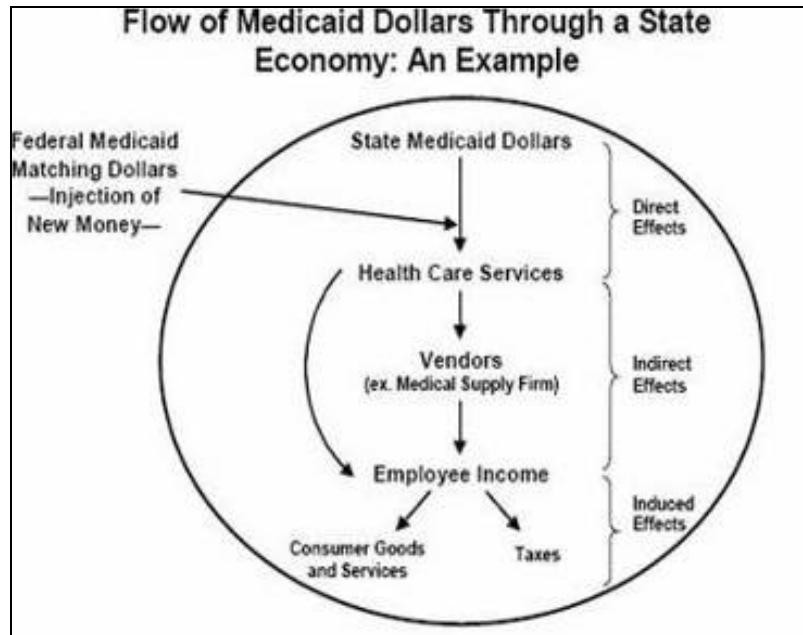 Flow of Medicaid Dollars Through a State
Economy: An Example
Federal Medicaid
Matching Dollars
—Injection of
New Money—
State Medicaid Dollars
Direct
Effects
Health Care Services
Vendors
(ex. Medical Supply Firm)
Indirect
Effects
Employee Income
Induced
Effects
Consumer Goods
and Services
Taxes